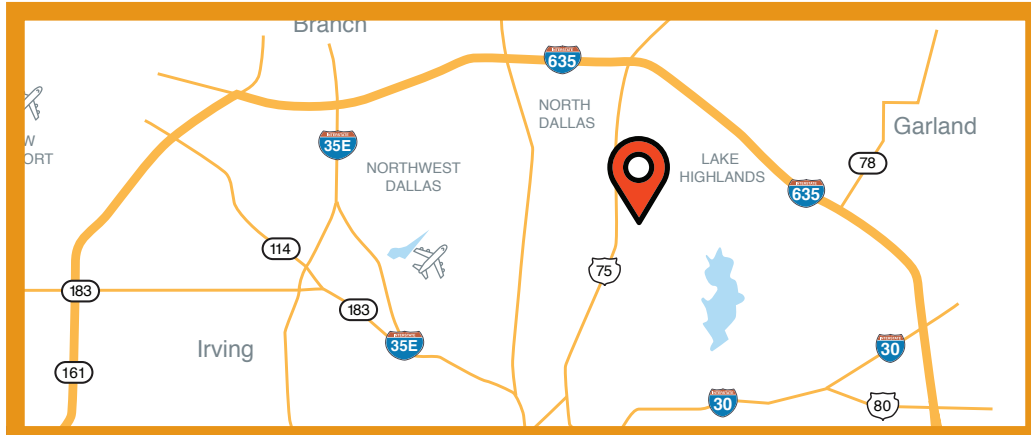 Branch
635
NORTH
DALLAS
W
ORT
35E
NORTHWEST
DALLAS
LAKE
HIGHLANDS
Garland
78
635
114
75
183
183
Irving
35E
30
161
30
80